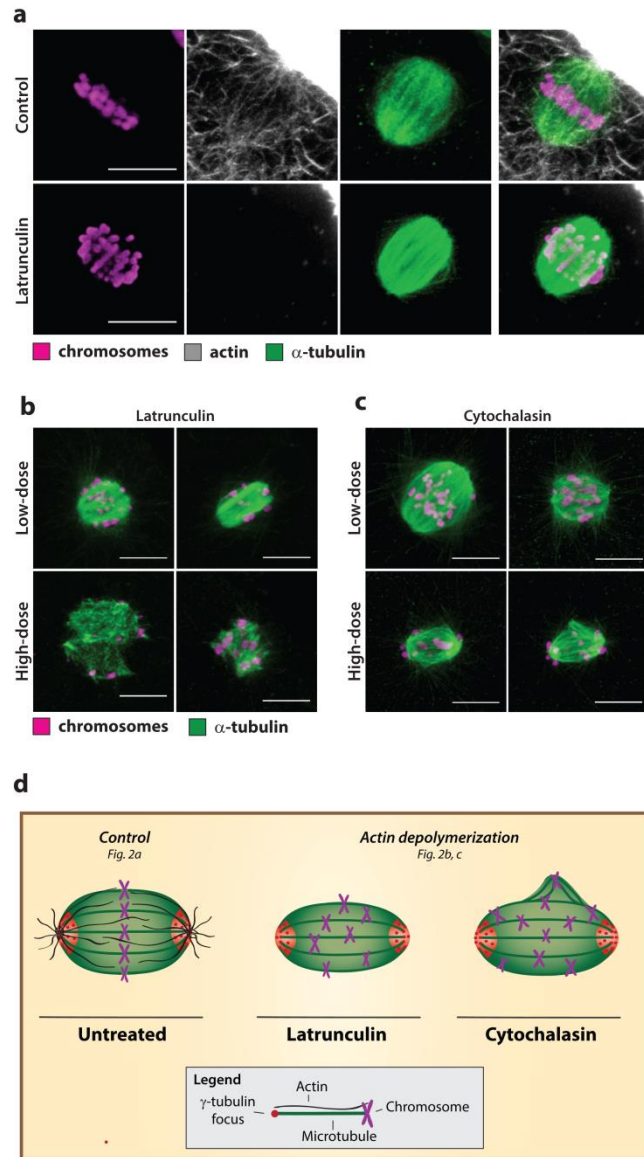 a
Control
Latrunculin
chromosomes actin α-tubulin
b
Latrunculin
Low-dose
High-dose
chromosomes α-tubulin
c
Cytochalasin
Low-dose
High-dose
d
Control
Fig. 2a
Actin depolymerization
Fig. 2b, c
Untreated
Latrunculin
Cytochalasin
Legend
Actin
γ-tubulin
focus
Chromosome
Microtubule